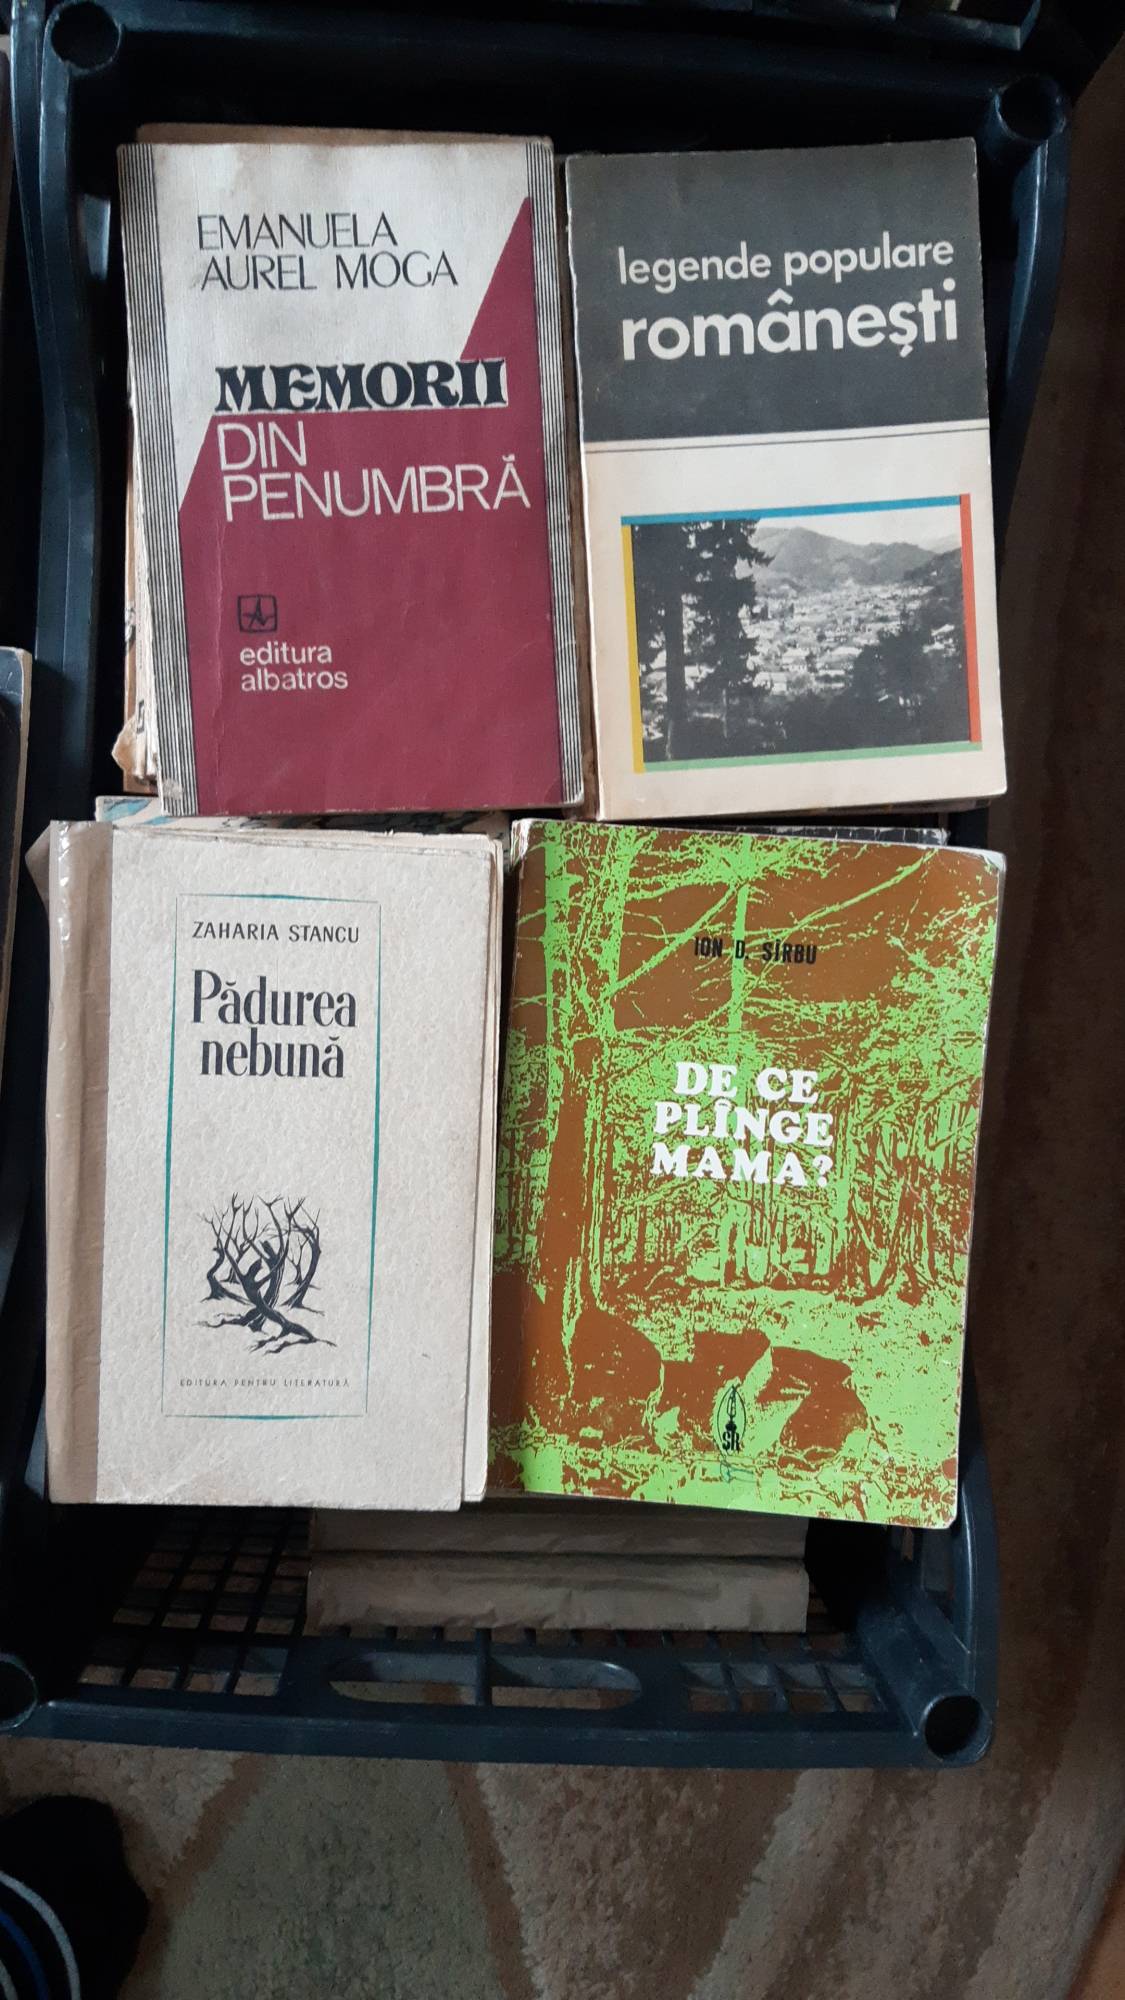 EMANUELA
AUREL MOGA
MEMORII
DIN
PENUMBRĂ
editura
albatros
legende populare
românești
ZAHARIA STANCU
Pădurea
nebună
EDITURA PENTRU LITERATURĂ
ION D. SÎRBU
DE CE
PLÎNGE
MAMA?
SR